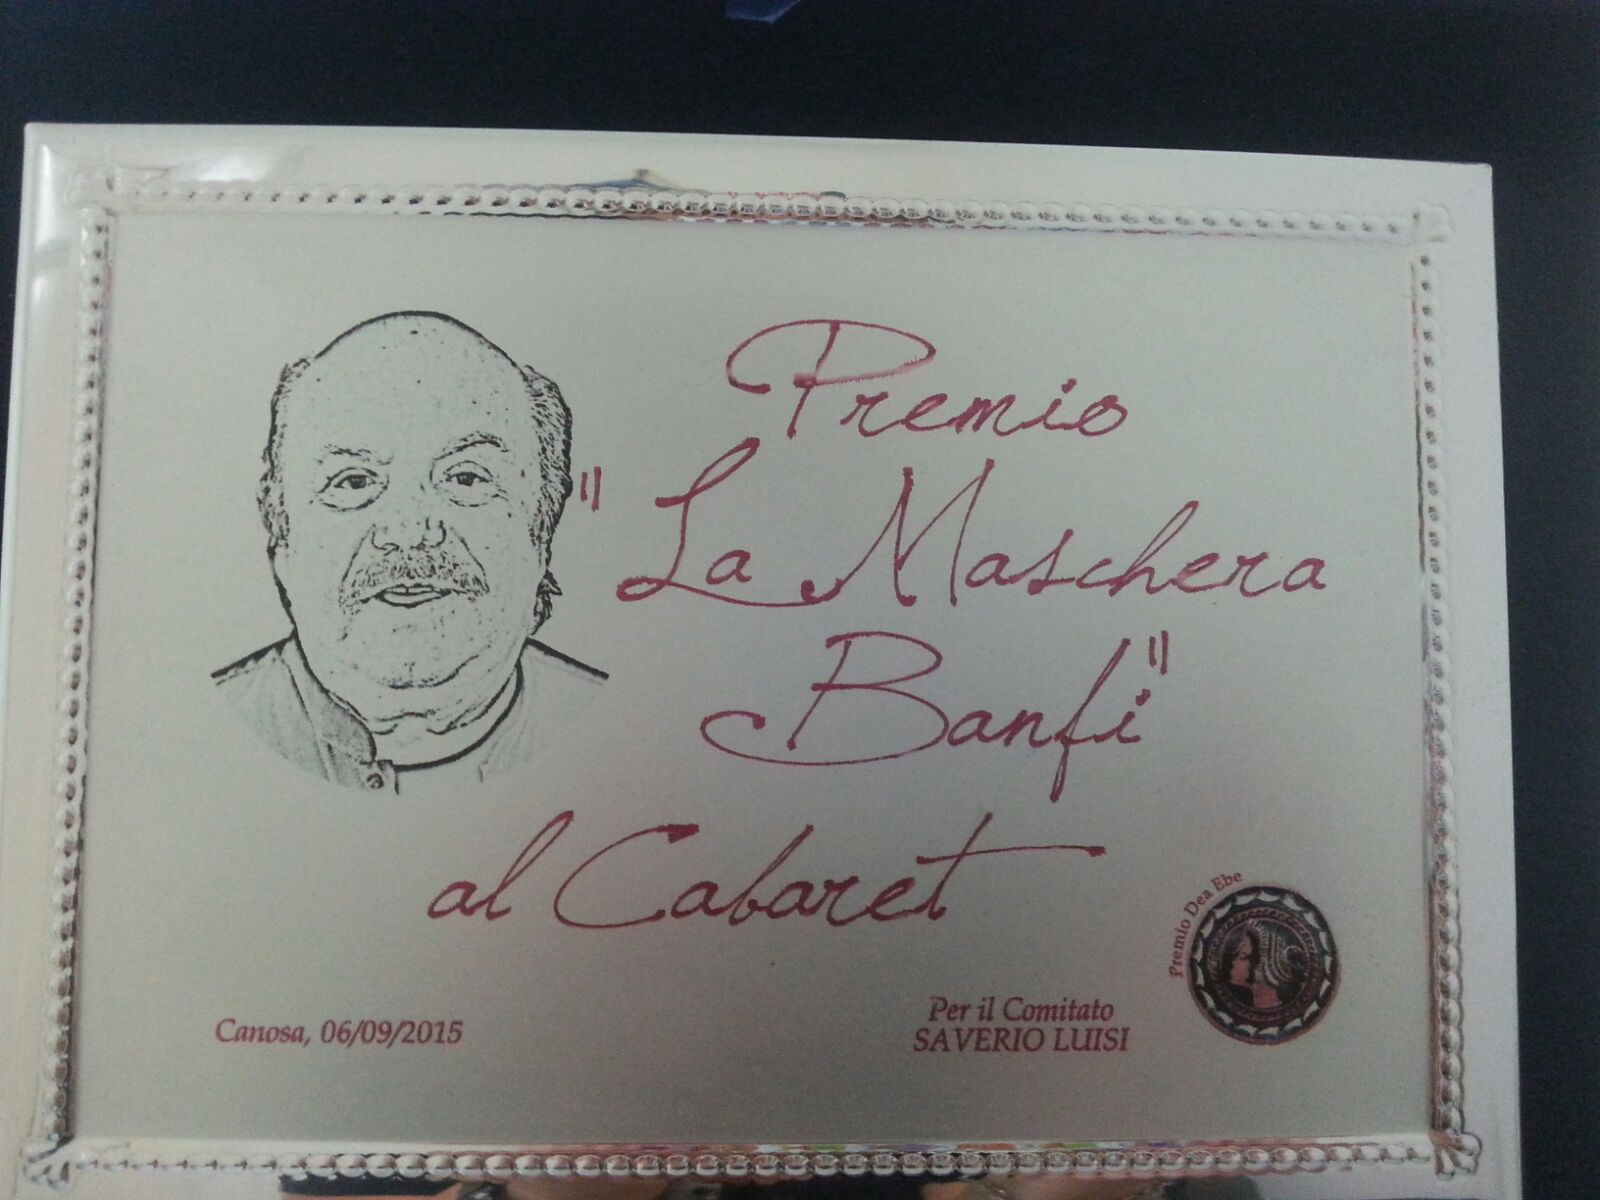 Premio
"La Maschera
Banfi"
al Cabaret
Premio Dea Ebe
Canosa, 06/09/2015
Per il Comitato
SAVERIO LUISI